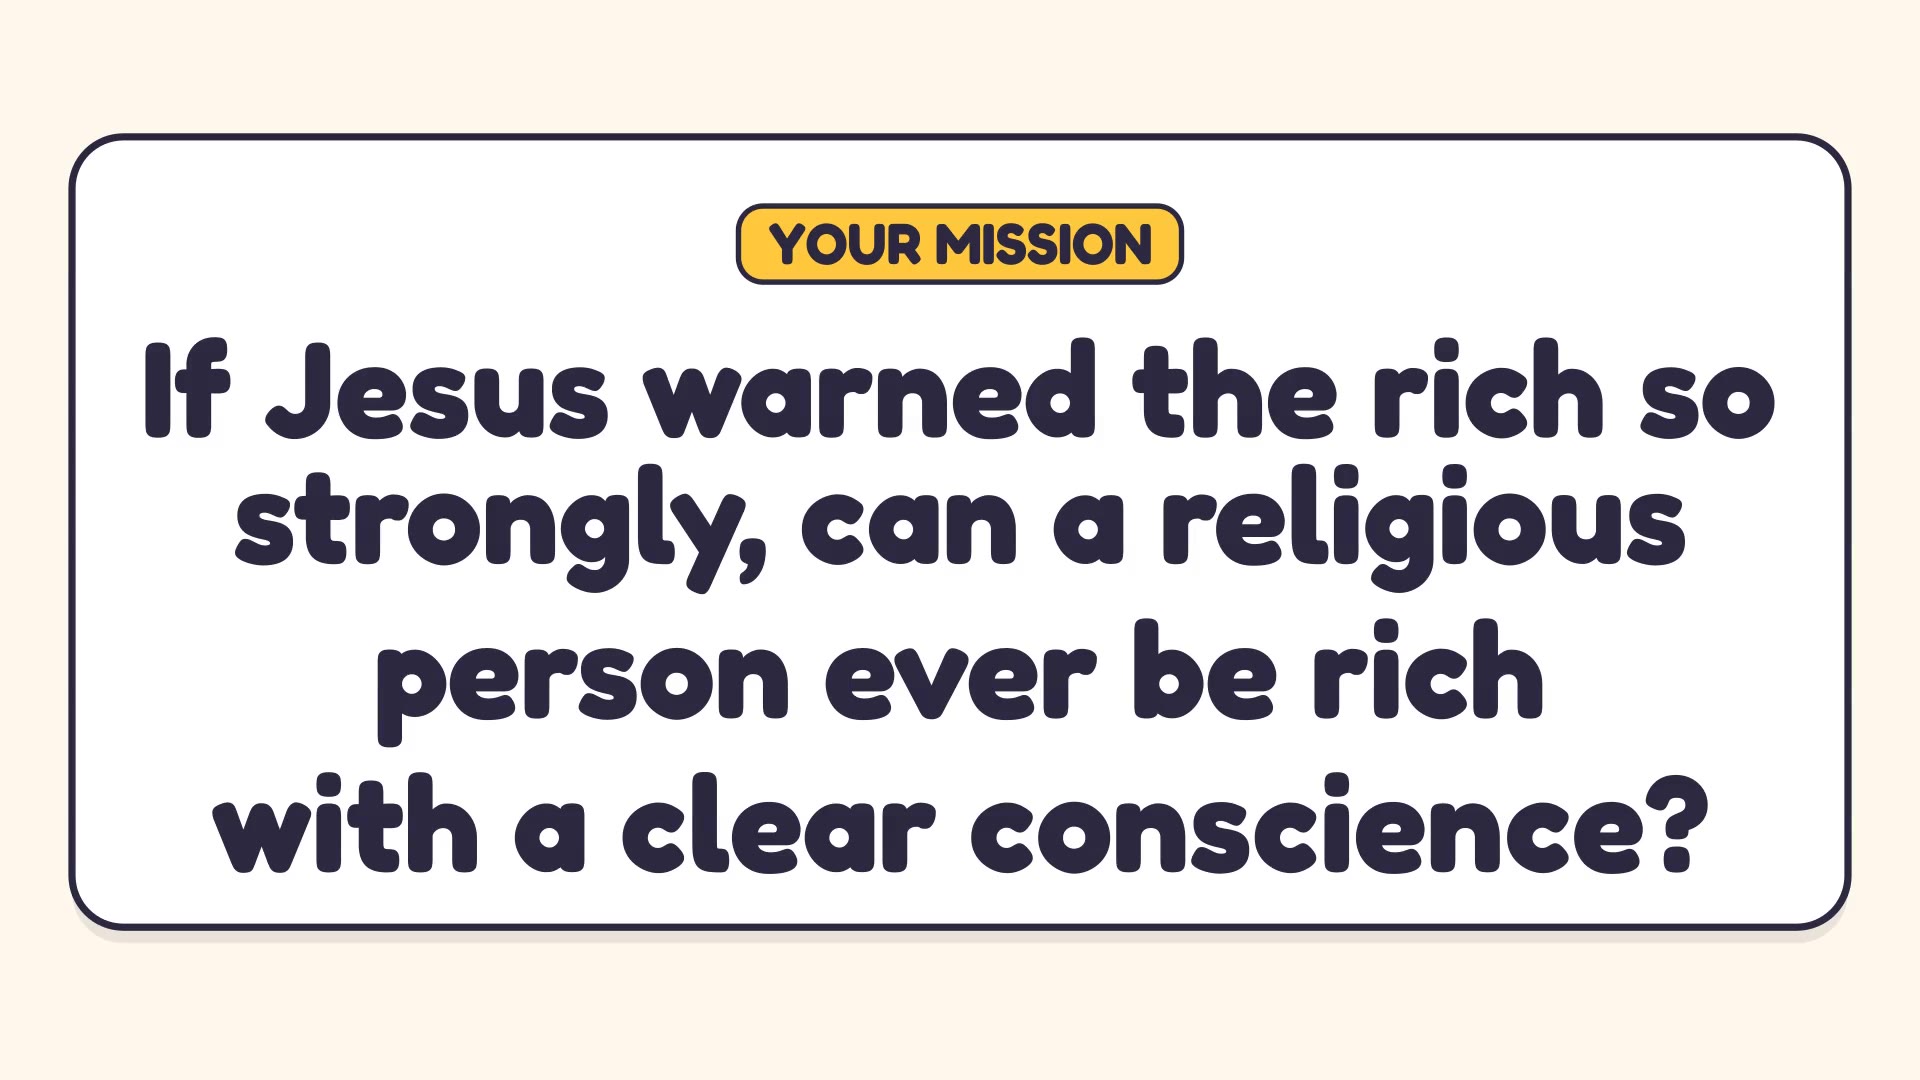 YOUR MISSION
If Jesus warned the rich so
strongly, can a religious
person ever be rich
with a clear conscience?